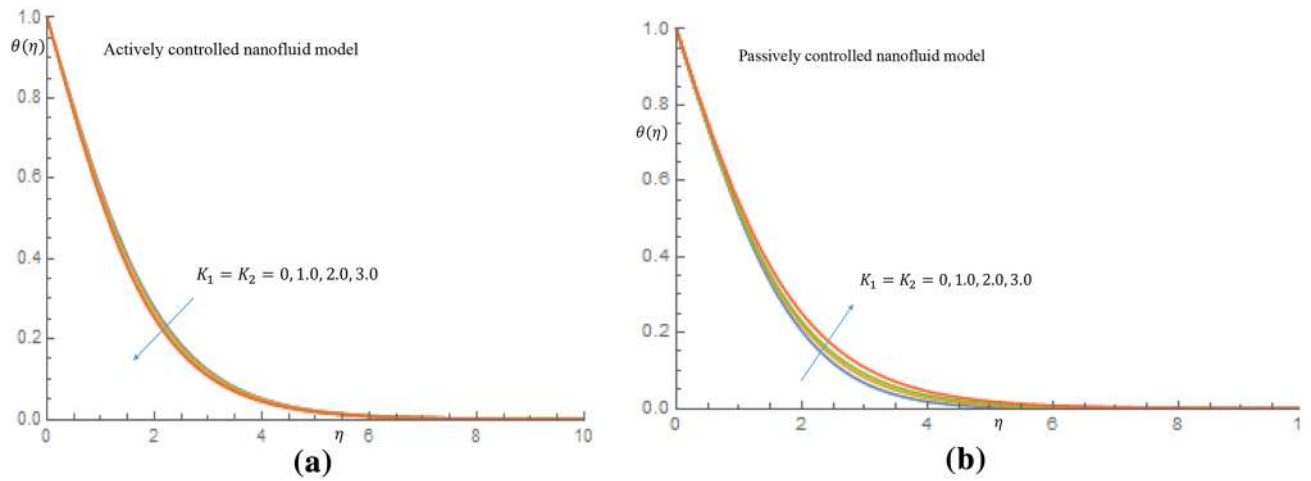 1.0
θ(η)
Actively controlled nanofluid model
0.8
0.6
0.4
K₁ = K₂ = 0, 1.0, 2.0, 3.0
0.2
0.0
0 2 4 η 6 8 10
(a)
1.0
Passively controlled nanofluid model
0.8
θ(η)
0.6
0.4
K₁ = K₂ = 0, 1.0, 2.0, 3.0
0.2
0.0
0 2 4 η 6 8 1
(b)